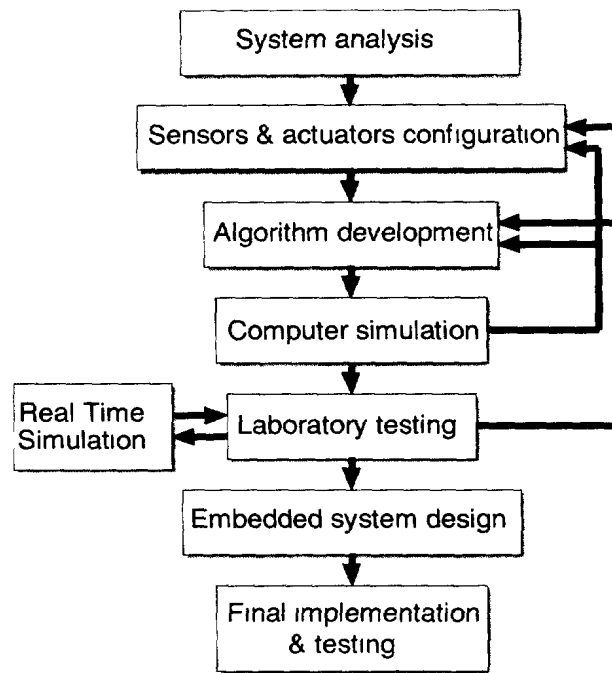 System analysis
Sensors & actuators configuration
Algorithm development
Computer simulation
Real Time
Simulation
Laboratory testing
Embedded system design
Final implementation
& testing